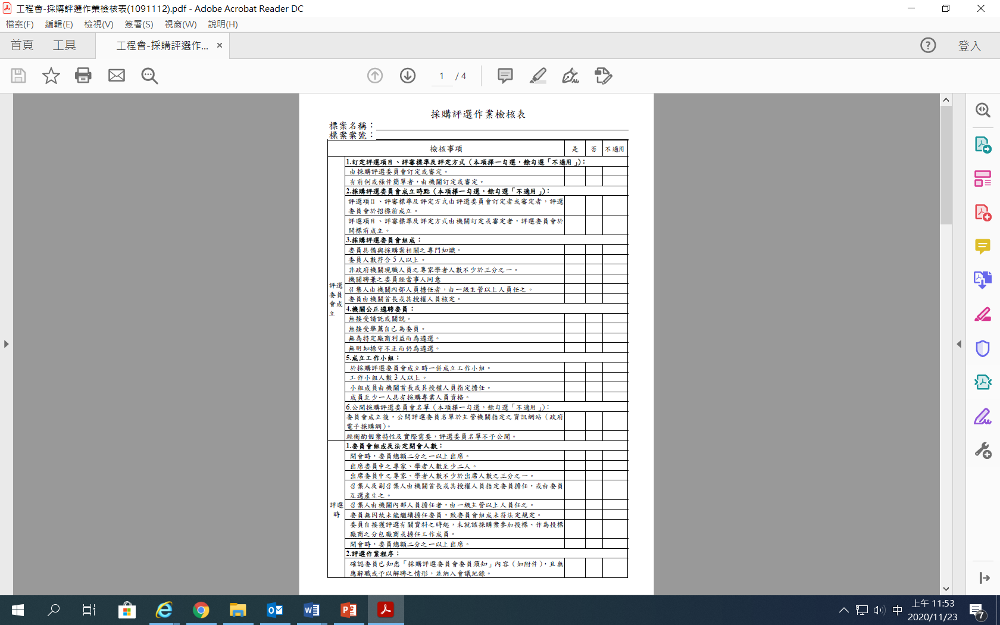 工程會-採購評選作業檢核表(1091112).pdf - Adobe Acrobat Reader DC
檔案(F) 編輯(E) 檢視(V) 簽署(S) 視窗(W) 說明(H)
首頁 工具 工程會-採購評選作... × 登入
1 / 4
採購評選作業檢核表
標案名稱：
標案案號：
檢核事項 是 否 不適用
評選
委員
會成
立
1.訂定評選項目、評審標準及評定方式（本項擇一勾選，餘勾選「不適用」）：
由採購評選委員會訂定或審定。
有前例或條件簡單者，由機關訂定或審定。
2.採購評選委員會成立時點（本項擇一勾選，餘勾選「不適用」）：
評選項目、評審標準及評定方式由評選委員會訂定者或審定者，評選
委員會於招標前成立。
評選項目、評審標準及評定方式由機關訂定或審定者，評選委員會於
開標前成立。
3.採購評選委員會組成：
委員具備與採購案相關之專門知識。
委員人數符合 5 人以上。
非政府機關現職人員之專家學者人數不少於三分之一。
機關聘兼之委員經當事人同意
召集人由機關內部人員擔任者，由一級主管以上人員任之。
委員由機關首長或其授權人員核定。
4.機關公正遴聘委員：
無接受請託或關說。
無接受舉薦自己為委員。
無為特定廠商利益而為遴選。
無明知操守不正而仍為遴選。
5.成立工作小組：
於採購評選委員會成立時一併成立工作小組。
工作小組人數 3 人以上。
小組成員由機關首長或其授權人員指定擔任。
成員至少一人具有採購專業人員資格。
6.公開採購評選委員會名單（本項擇一勾選，餘勾選「不適用」）：
委員會成立後，公開評選委員名單於主管機關指定之資訊網站（政府
電子採購網）。
經衡酌個案特性及實際需要，評選委員名單不予公開。
評選
時
1.委員會組成及法定開會人數：
開會時，委員總額二分之一以上出席。
出席委員中之專家、學者人數至少二人。
出席委員中之專家、學者人數不少於出席人數之三分之一。
召集人及副召集人由機關首長或其授權人員指定委員擔任，或由委員
互選產生之。
召集人由機關內部人員擔任者，由一級主管以上人員任之。
委員無因故未能繼續擔任委員，致委員會組成未符法定規定。
委員自接獲評選有關資料之時起，未就該採購案參加投標、作為投標
廠商之分包廠商或擔任工作成員。
開會時，委員總額二分之一以上出席。
2.評選作業程序：
確認委員已知悉「採購評選委員會委員須知」內容（如附件），且無
應辭職或予以解聘之情形，並納入會議紀錄。
中
上午 11:53
2020/11/23
7